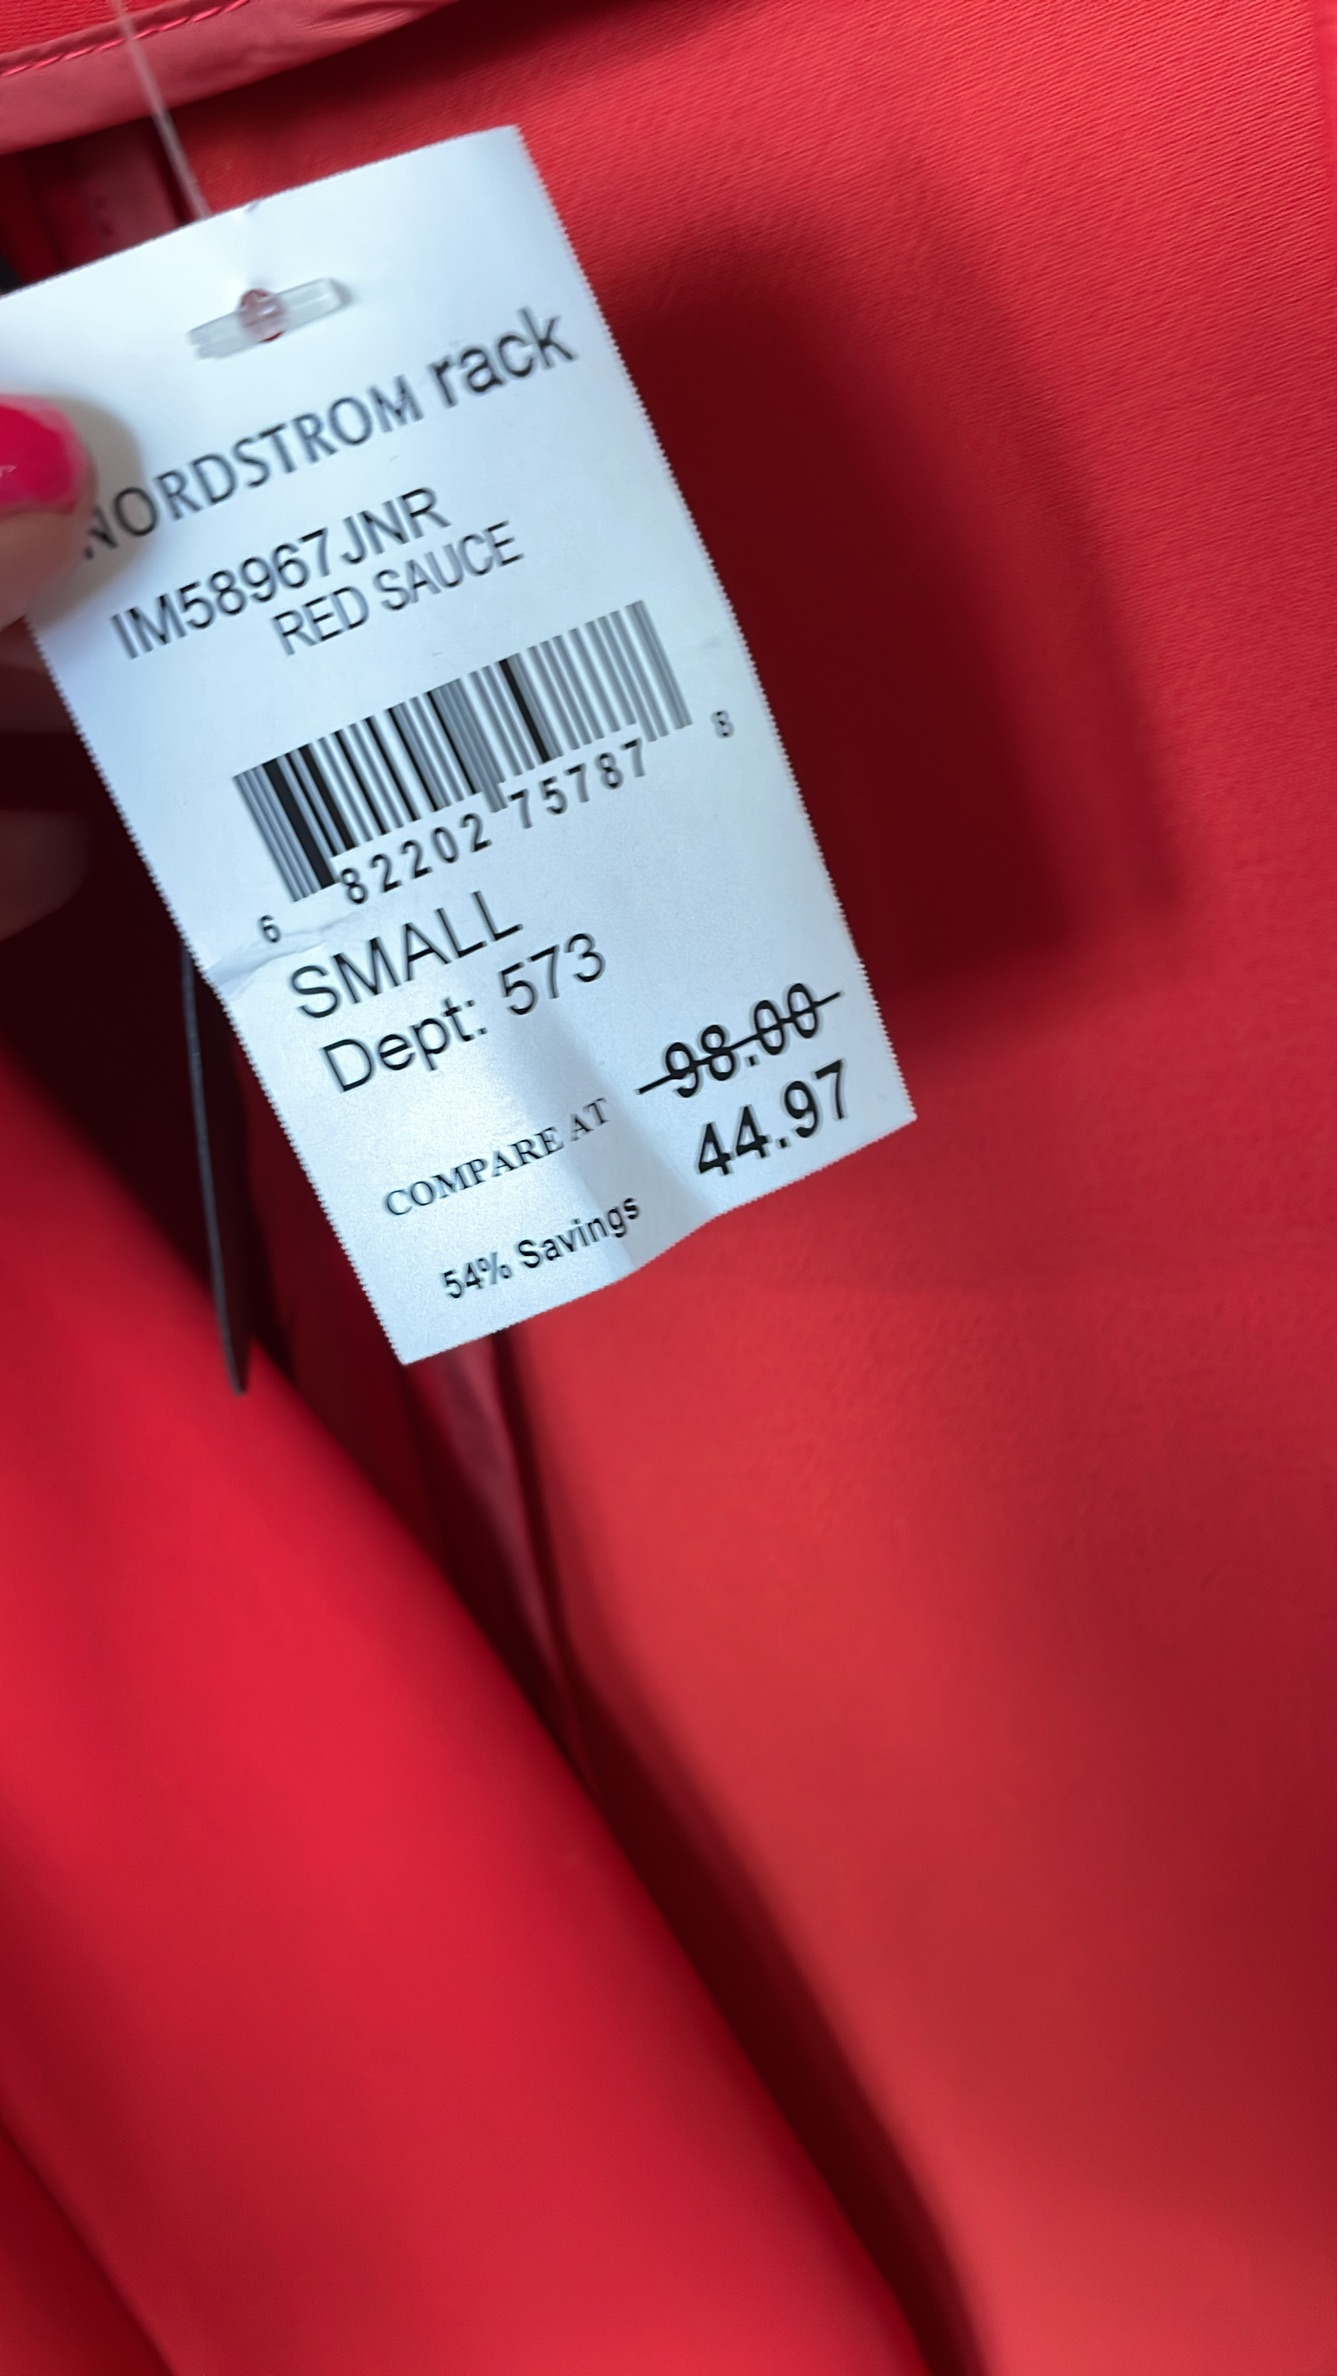 NORDSTROM rack
IM58967JNR
RED SAUCE
6 82202 75787 8
SMALL
Dept: 573
COMPARE AT 98.00
44.97
54% Savings